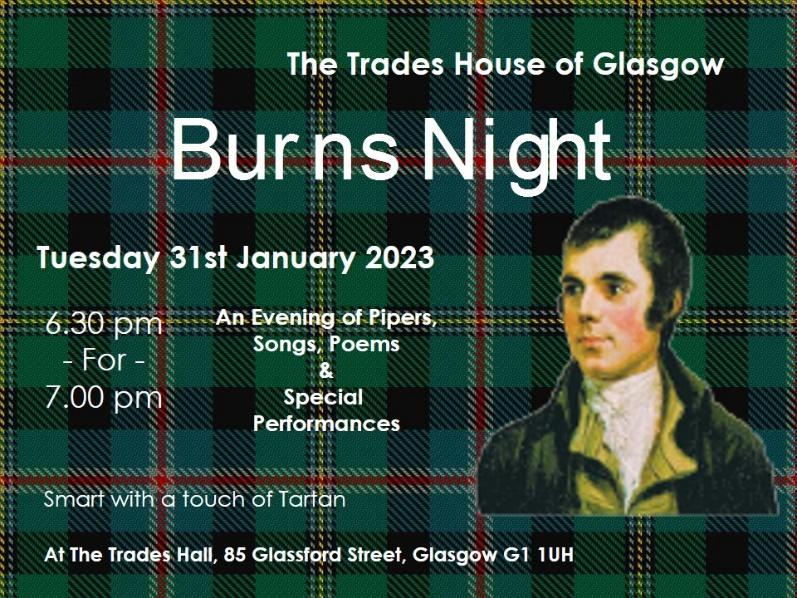 The Trades House of Glasgow
Burns Night
Tuesday 31st January 2023
6.30 pm
- For -
7.00 pm
An Evening of Pipers,
Songs, Poems
&
Special
Performances
Smart with a touch of Tartan
At The Trades Hall, 85 Glassford Street, Glasgow G1 1UH